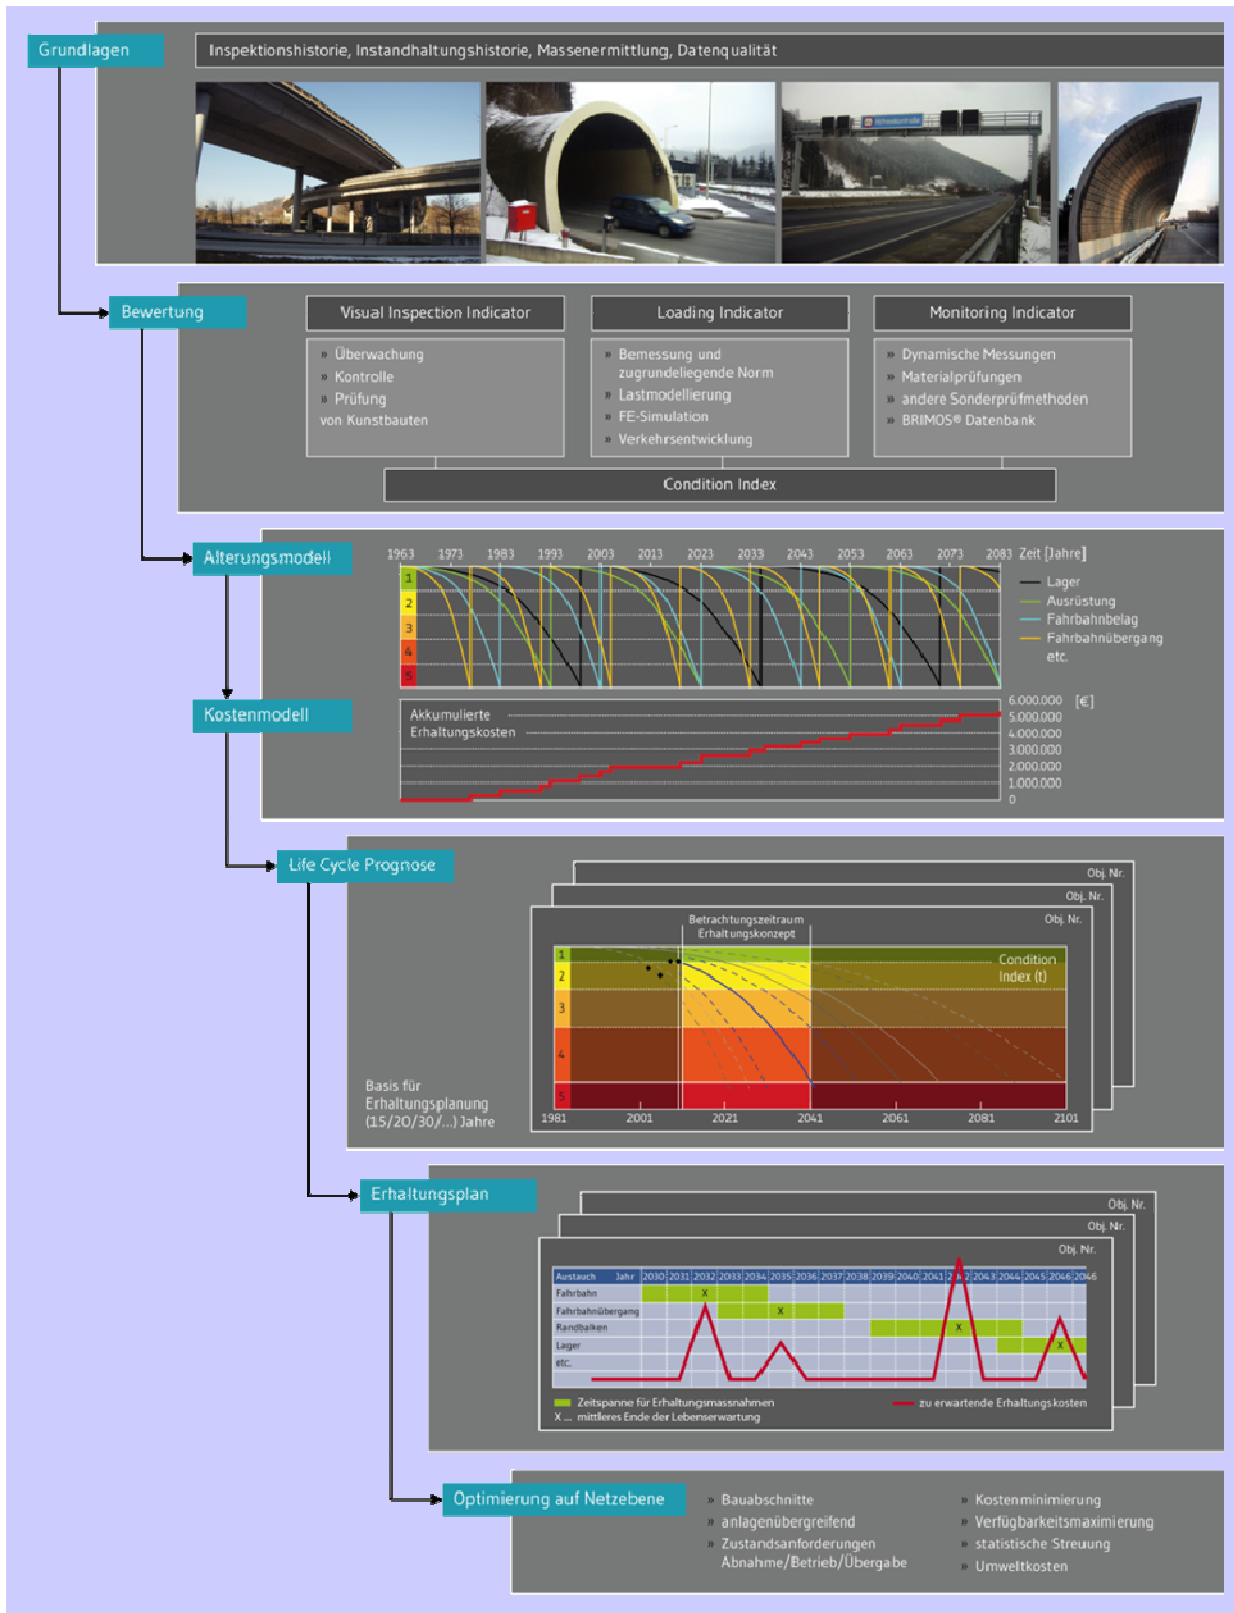 Grundlagen
Inspektionshistorie, Instandhaltungshistorie, Massenermittlung, Datenqualität
Höhenkontrolle
Bewertung
Visual Inspection Indicator
» Überwachung
» Kontrolle
» Prüfung
von Kunstbauten
Loading Indicator
» Bemessung und
zugrundeliegende Norm
» Lastmodellierung
» FE-Simulation
» Verkehrsentwicklung
Monitoring Indicator
» Dynamische Messungen
» Materialprüfungen
» andere Sonderprüfmethoden
» BRIMOS® Datenbank
Condition Index
Alterungsmodell
1963 1973 1983 1993 2003 2013 2023 2033 2043 2053 2063 2073 2083 Zeit [Jahre]
1
2
3
4
5
Lager
Ausrüstung
Fahrbahnbelag
Fahrbahnübergang
etc.
Kostenmodell
Akkumulierte
Erhaltungskosten
6.000.000 [€]
5.000.000
4.000.000
3.000.000
2.000.000
1.000.000
0
Life Cycle Prognose
Obj. Nr.
Obj. Nr.
Obj. Nr.
Betrachtungszeitraum
Erhaltungskonzept
1
2
3
4
5
Condition
Index (t)
1981 2001 2021 2041 2061 2081 2101
Basis für
Erhaltungsplanung
(15/20/30/...) Jahre
Erhaltungsplan
Obj. Nr.
Obj. Nr.
Obj. Nr.
Austausch Jahr 2030 2031 2032 2033 2034 2035 2036 2037 2038 2039 2040 2041 2042 2043 2044 2045 2046 2046
Fahrbahn X
Fahrbahnübergang X
Randbalken X
Lager X
etc.
Zeitspanne für Erhaltungsmassnahmen
X ... mittleres Ende der Lebenserwartung
zu erwartende Erhaltungskosten
Optimierung auf Netzebene
» Bauabschnitte
» anlagenübergreifend
» Zustandsanforderungen
Abnahme/Betrieb/Übergabe
» Kostenminimierung
» Verfügbarkeitsmaximierung
» statistische Streuung
» Umweltkosten